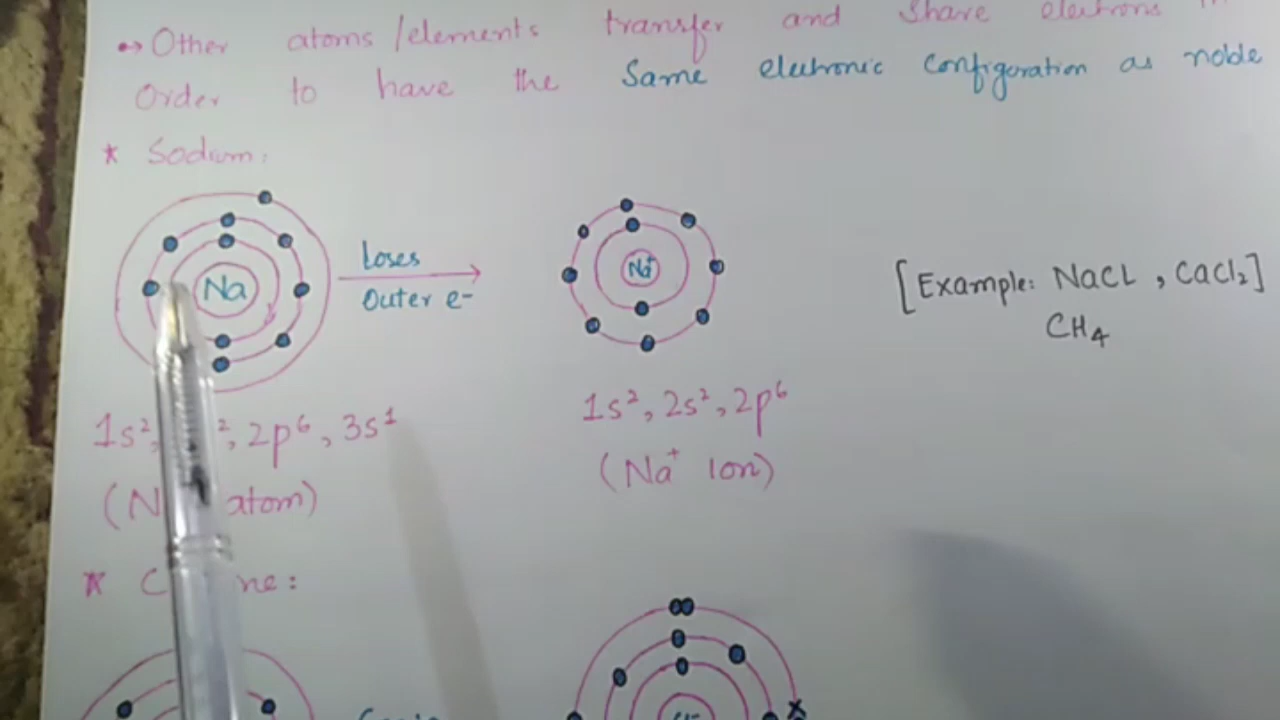 ↦ Other atoms /elements transfer and share electrons in
Order to have the Same electronic configuration as noble
* Sodium:
Na
Loses
Outer e-
Na⁺
[Example: NaCL , CaCl₂]
CH₄
1s², ², 2p⁶, 3s¹
1s², 2s², 2p⁶
(N atom)
(Na⁺ Ion)
* C ne: